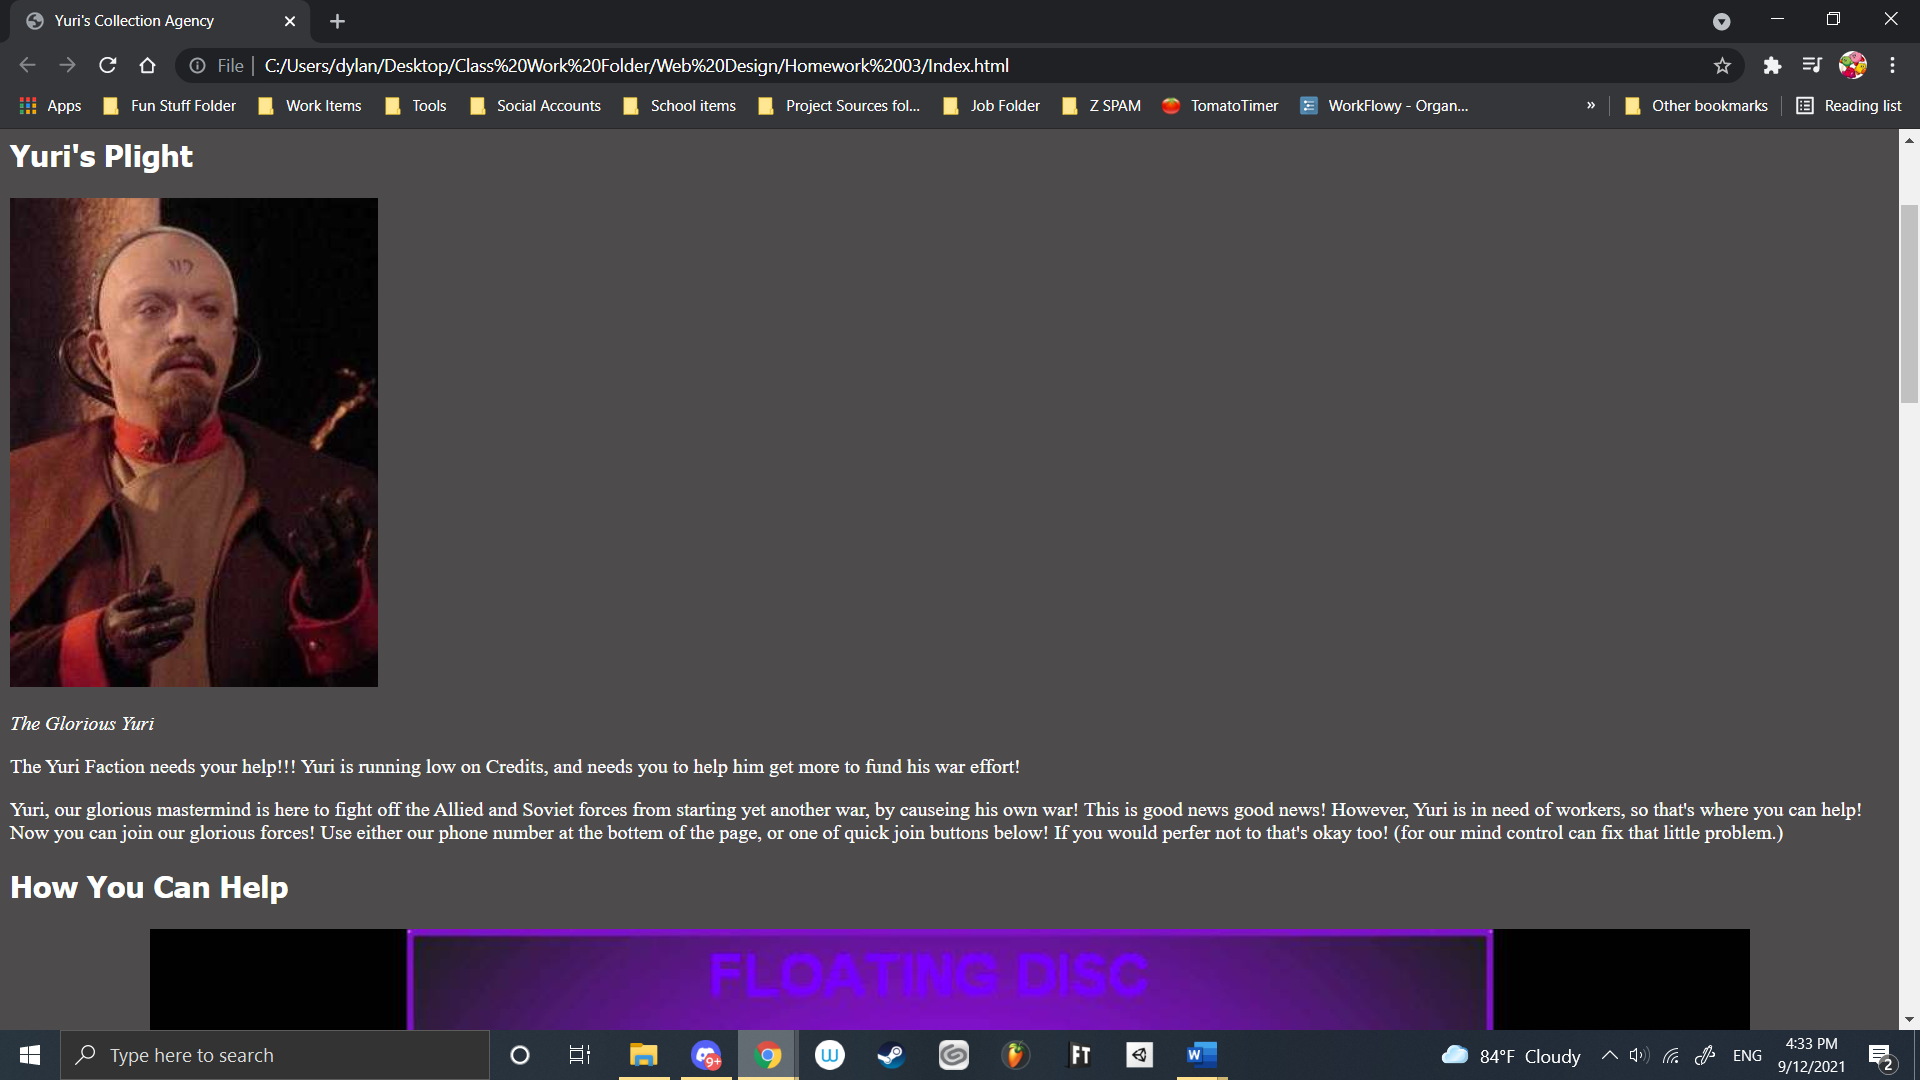 Yuri's Collection Agency
File
C:/Users/dylan/Desktop/Class%20Work%20Folder/Web%20Design/Homework%2003/Index.html
Apps
Fun Stuff Folder
Work Items
Tools
Social Accounts
School items
Project Sources fol...
Job Folder
Z SPAM
TomatoTimer
WorkFlowy - Organ...
»
Other bookmarks
Reading list
Yuri's Plight
The Glorious Yuri
The Yuri Faction needs your help!!! Yuri is running low on Credits, and needs you to help him get more to fund his war effort!
Yuri, our glorious mastermind is here to fight off the Allied and Soviet forces from starting yet another war, by causeing his own war! This is good news good news! However, Yuri is in need of workers, so that's where you can help!
Now you can join our glorious forces! Use either our phone number at the bottem of the page, or one of quick join buttons below! If you would perfer not to that's okay too! (for our mind control can fix that little problem.)
How You Can Help
FLOATING DISC
Type here to search
9+
W
FT
W
84°F Cloudy
ENG
4:33 PM
9/12/2021
2